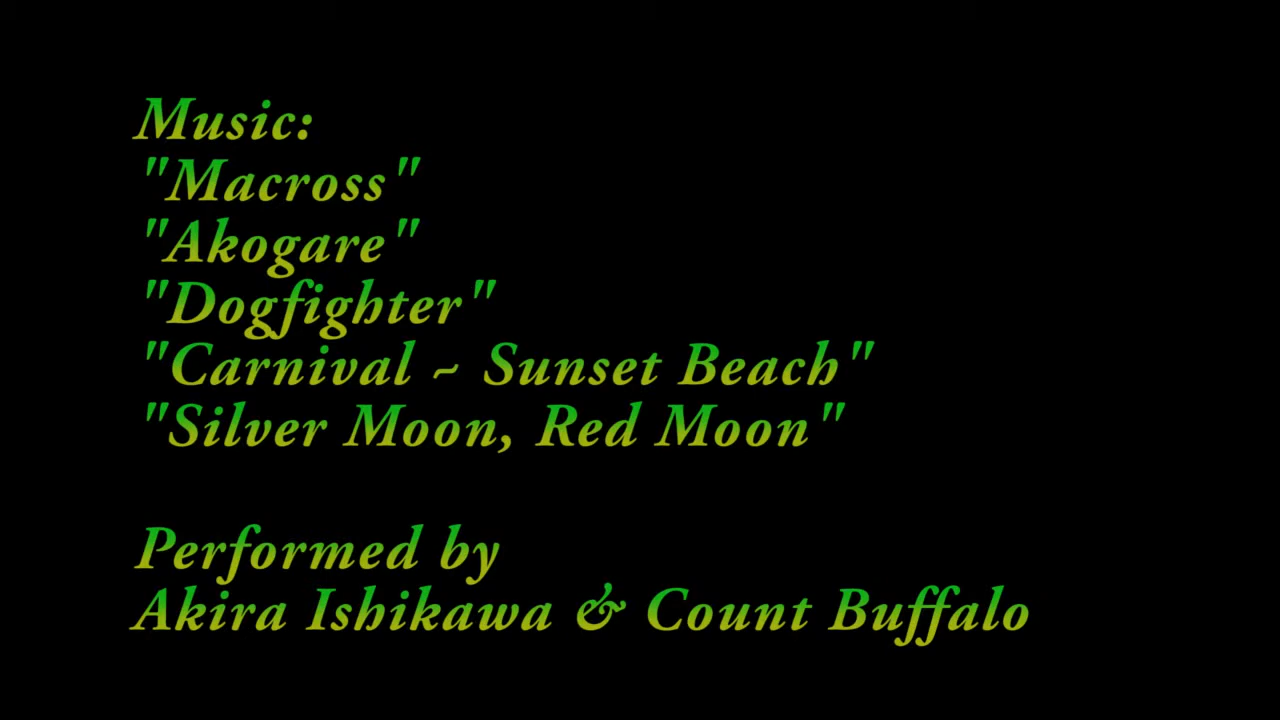 Music:
"Macross"
"Akogare"
"Dogfighter"
"Carnival ~ Sunset Beach"
"Silver Moon, Red Moon"
Performed by
Akira Ishikawa & Count Buffalo